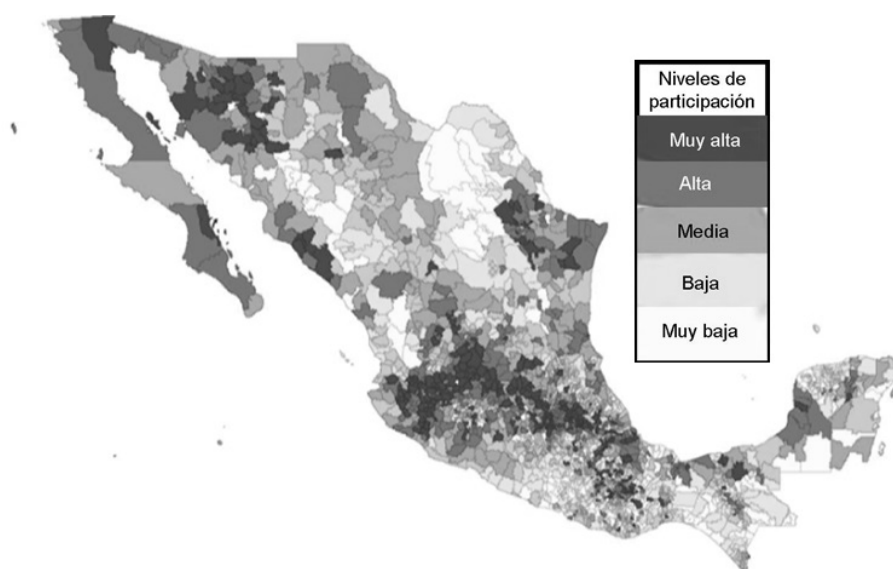 Niveles de
participación
Muy alta
Alta
Media
Baja
Muy baja